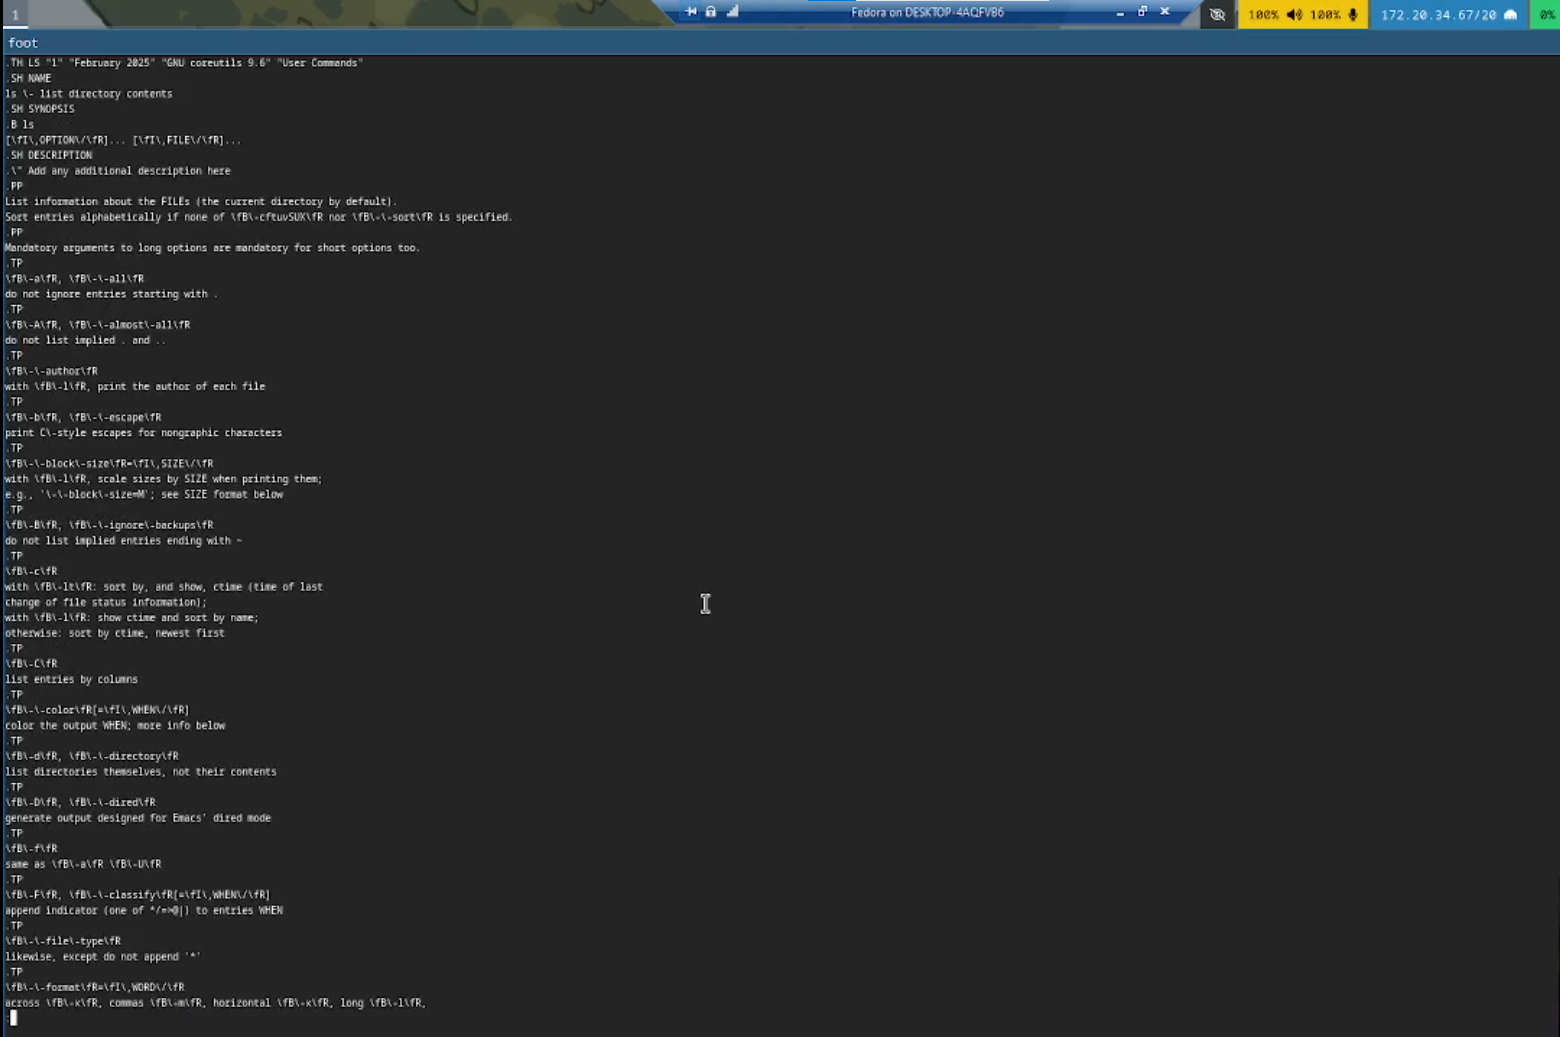 1
Fedora on DESKTOP-4AQFVB6
100% 100%
172.20.34.67/20
0%
foot
.TH LS "1" "February 2025" "GNU coreutils 9.6" "User Commands"
.SH NAME
ls \- list directory contents
.SH SYNOPSIS
.B ls
[\fI\,OPTION\/\fR]... [\fI\,FILE\/\fR]...
.SH DESCRIPTION
.\" Add any additional description here
.PP
List information about the FILEs (the current directory by default).
Sort entries alphabetically if none of \fB\-cftuvSUX\fR nor \fB\-\-sort\fR is specified.
.PP
Mandatory arguments to long options are mandatory for short options too.
.TP
\fB\-a\fR, \fB\-\-all\fR
do not ignore entries starting with .
.TP
\fB\-A\fR, \fB\-\-almost\-all\fR
do not list implied . and ..
.TP
\fB\-\-author\fR
with \fB\-l\fR, print the author of each file
.TP
\fB\-b\fR, \fB\-\-escape\fR
print C\-style escapes for nongraphic characters
.TP
\fB\-\-block\-size\fR=\fI\,SIZE\/\fR
with \fB\-l\fR, scale sizes by SIZE when printing them;
e.g., '\-\-block\-size=M'; see SIZE format below
.TP
\fB\-B\fR, \fB\-\-ignore\-backups\fR
do not list implied entries ending with ~
.TP
\fB\-c\fR
with \fB\-lt\fR: sort by, and show, ctime (time of last
change of file status information);
with \fB\-l\fR: show ctime and sort by name;
otherwise: sort by ctime, newest first
.TP
\fB\-C\fR
list entries by columns
.TP
\fB\-\-color\fR[=\fI\,WHEN\/\fR]
color the output WHEN; more info below
.TP
\fB\-d\fR, \fB\-\-directory\fR
list directories themselves, not their contents
.TP
\fB\-D\fR, \fB\-\-dired\fR
generate output designed for Emacs' dired mode
.TP
\fB\-f\fR
same as \fB\-a\fR \fB\-U\fR
.TP
\fB\-F\fR, \fB\-\-classify\fR[=\fI\,WHEN\/\fR]
append indicator (one of */=>@|) to entries WHEN
.TP
\fB\-\-file\-type\fR
likewise, except do not append '*'
.TP
\fB\-\-format\fR=\fI\,WORD\/\fR
across \fB\-x\fR, commas \fB\-m\fR, horizontal \fB\-x\fR, long \fB\-l\fR,
: